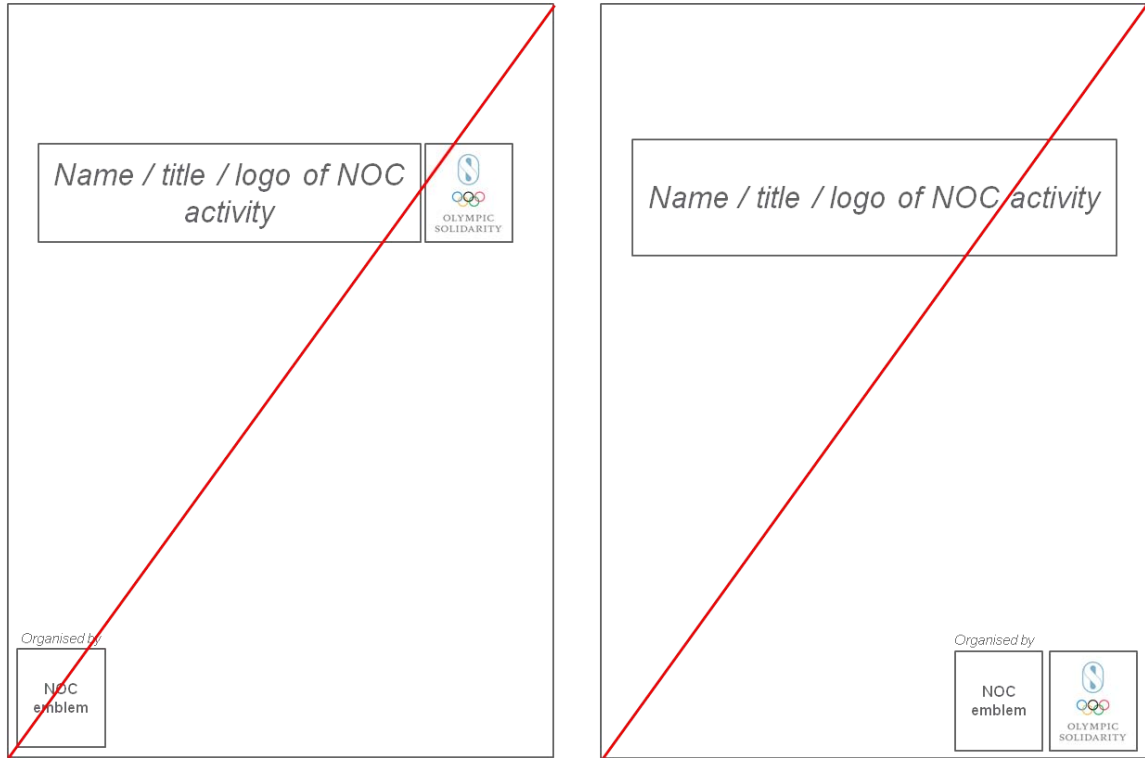 Name / title / logo of NOC
activity
OLYMPIC
SOLIDARITY
Organised by
NOC
emblem
Name / title / logo of NOC activity
Organised by
NOC
emblem
OLYMPIC
SOLIDARITY